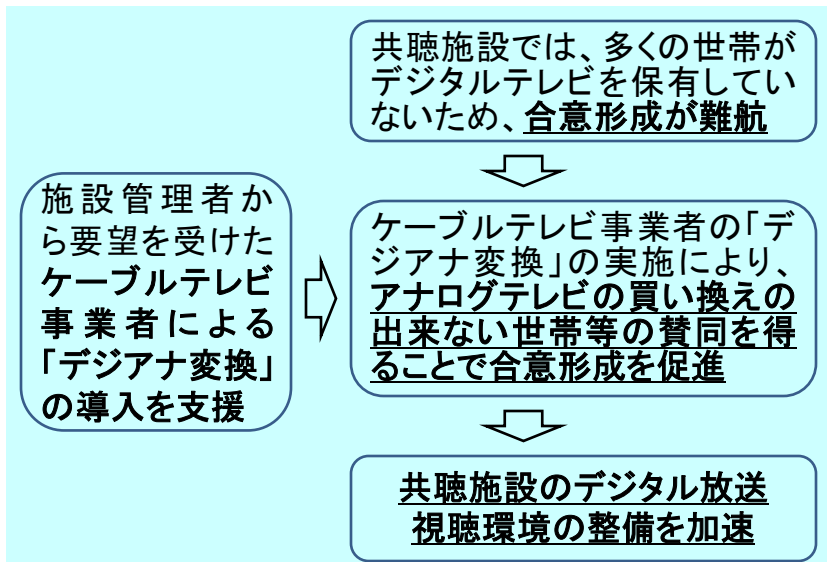 共聴施設では、多くの世帯が
デジタルテレビを保有してい
ないため、合意形成が難航
施設管理者か
ら要望を受けた
ケーブルテレビ
事業者による
「デジアナ変換」
の導入を支援
ケーブルテレビ事業者の「デ
ジアナ変換」の実施により、
アナログテレビの買い換えの
出来ない世帯等の賛同を得
ることで合意形成を促進
共聴施設のデジタル放送
視聴環境の整備を加速